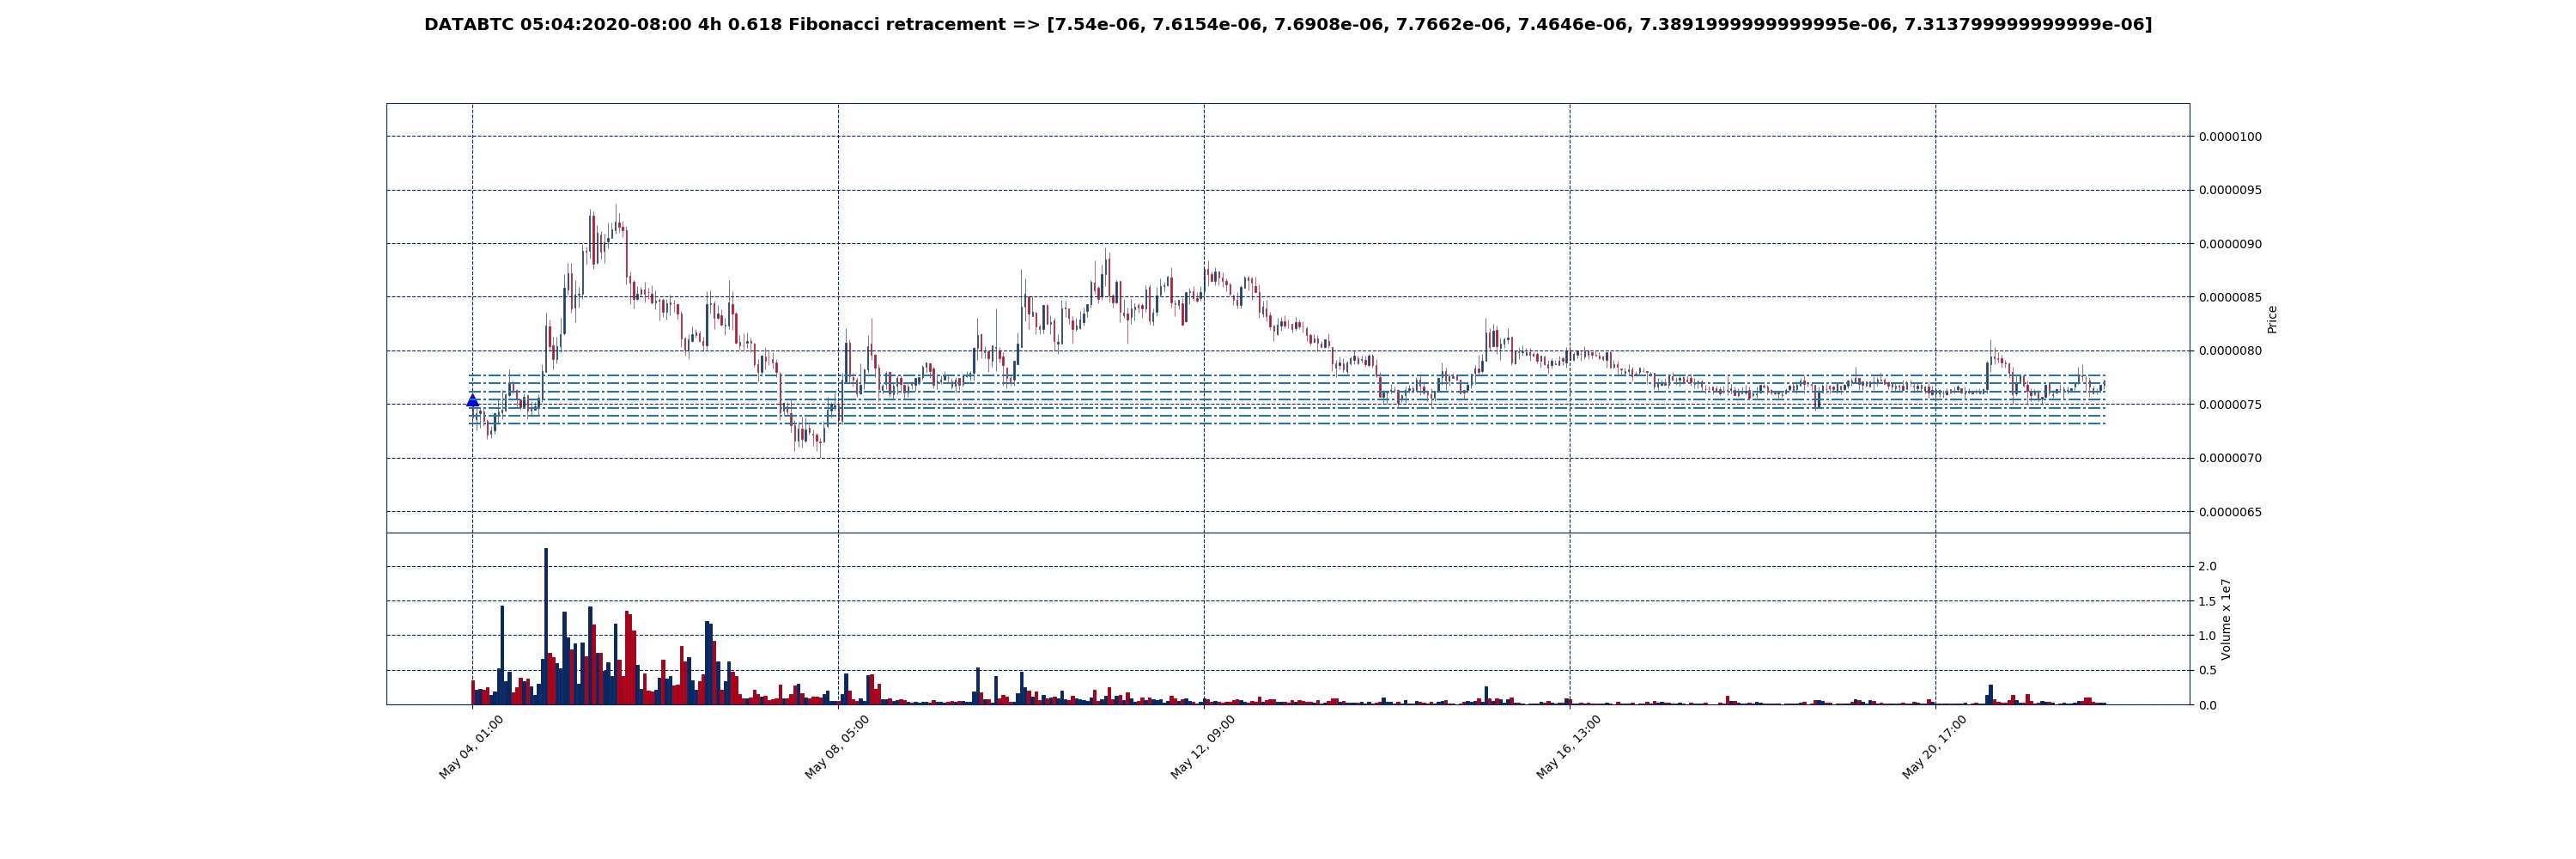 DATABTC 05:04:2020-08:00 4h 0.618 Fibonacci retracement => [7.54e-06, 7.6154e-06, 7.6908e-06, 7.7662e-06, 7.4646e-06, 7.3891999999999995e-06, 7.313799999999999e-06]
0.0000100
0.0000095
0.0000090
0.0000085
0.0000080
0.0000075
0.0000070
0.0000065
Price
2.0
1.5
1.0
0.5
0.0
Volume x 1e7
May 04, 01:00
May 08, 05:00
May 12, 09:00
May 16, 13:00
May 20, 17:00